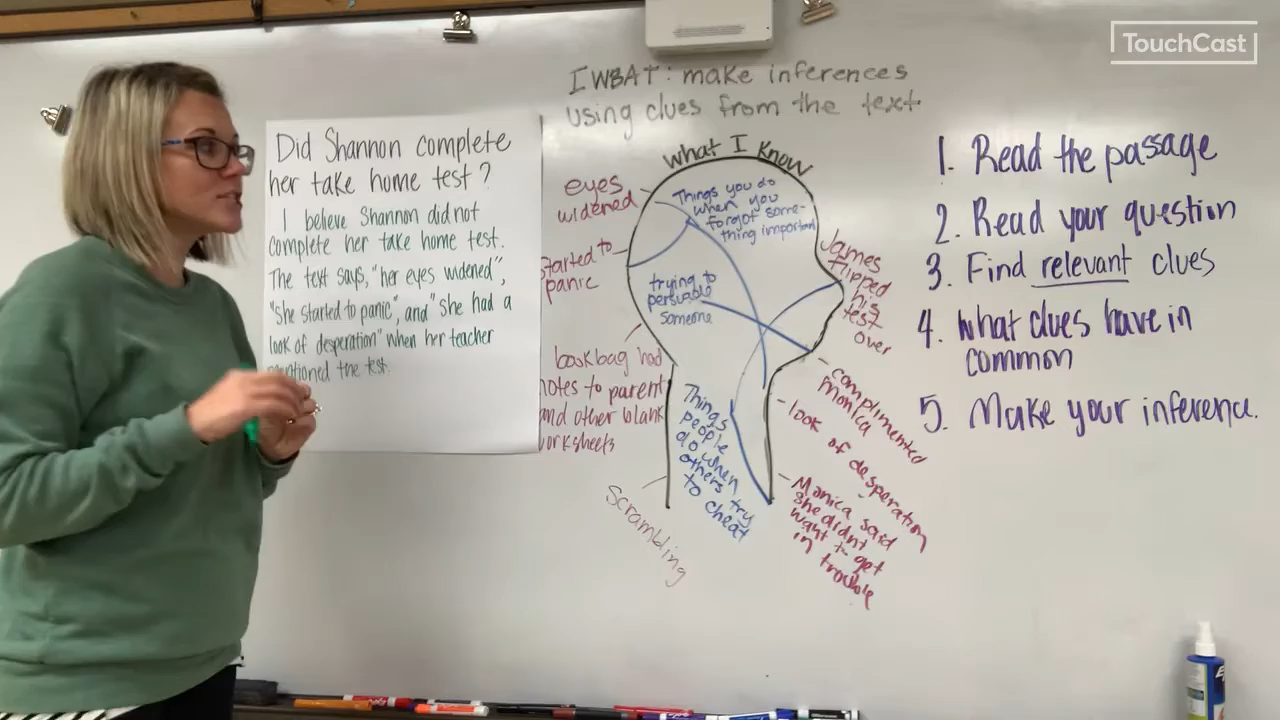 TouchCast
IWBAT: make inferences
using clues from the text.
Did Shannon complete
her take home test?
I believe Shannon did not
complete her take home test.
The text says, "her eyes widened",
"she started to panic", and "she had a
look of desperation" when her teacher
mentioned the test.
what I know
eyes
widened
started to
panic
bookbag had
notes to parent
and other blank
worksheets
Scrambling
Things you do
when you
forgot some-
thing important
trying to
persuade
someone
Things
people
do when
others try
to cheat
James
flipped
his
test
over
complimented
Monica
look of desperation
Monica said
she didn't
want to get
in trouble
1. Read the passage
2. Read your question
3. Find relevant clues
4. What clues have in
common
5. Make your inference.